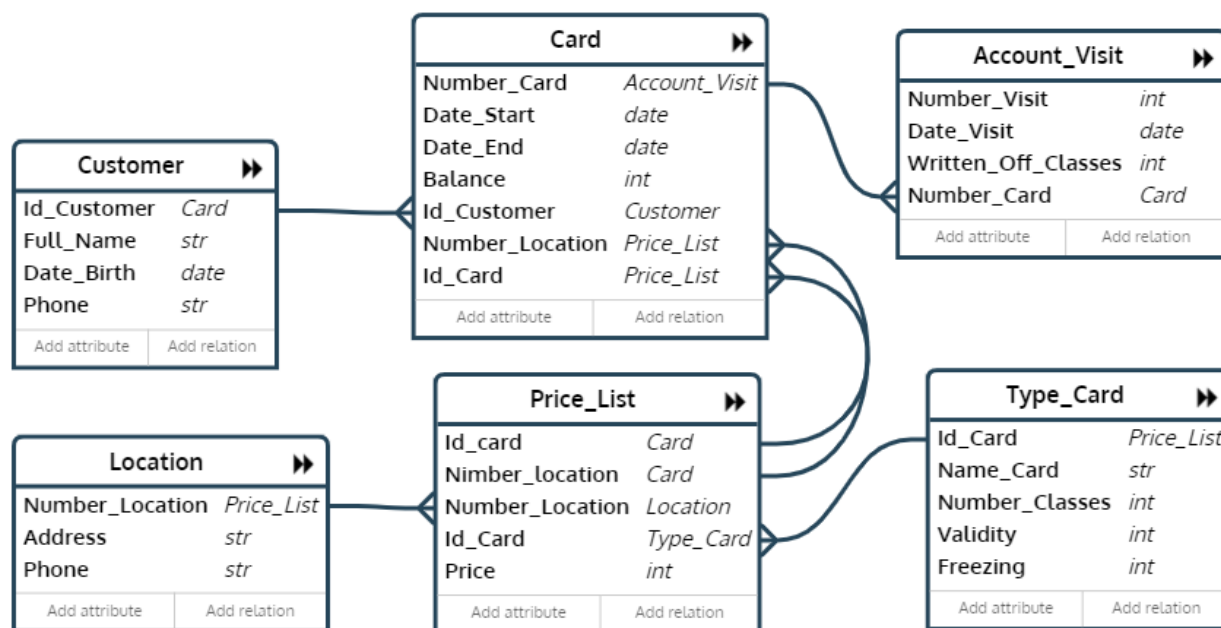 Card
Number_Card Account_Visit
Date_Start date
Date_End date
Balance int
Id_Customer Customer
Number_Location Price_List
Id_Card Price_List
Add attribute Add relation
Account_Visit
Number_Visit int
Date_Visit date
Written_Off_Classes int
Number_Card Card
Add attribute Add relation
Customer
Id_Customer Card
Full_Name str
Date_Birth date
Phone str
Add attribute Add relation
Price_List
Id_card Card
Nimber_location Card
Number_Location Location
Id_Card Type_Card
Price int
Add attribute Add relation
Type_Card
Id_Card Price_List
Name_Card str
Number_Classes int
Validity int
Freezing int
Add attribute Add relation
Location
Number_Location Price_List
Address str
Phone str
Add attribute Add relation